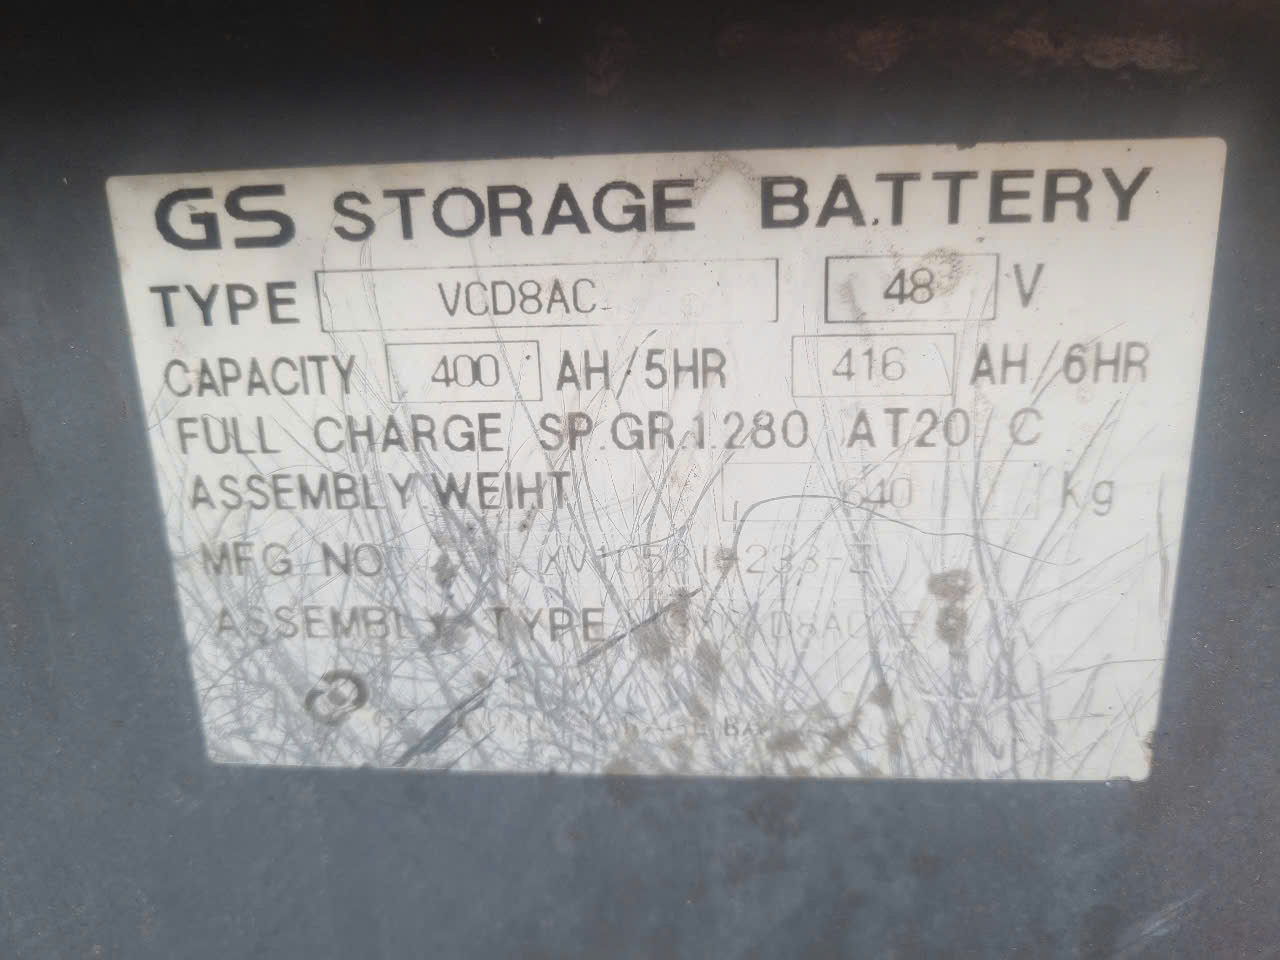 GS STORAGE BATTERY
TYPE VCD8AC 48 V
CAPACITY 400 AH/5HR 416 AH/6HR
FULL CHARGE SP.GR.1.280 AT20 C
ASSEMBLY WEIHT 640 Kg
MFG NO
ASSEMBLY TYPE